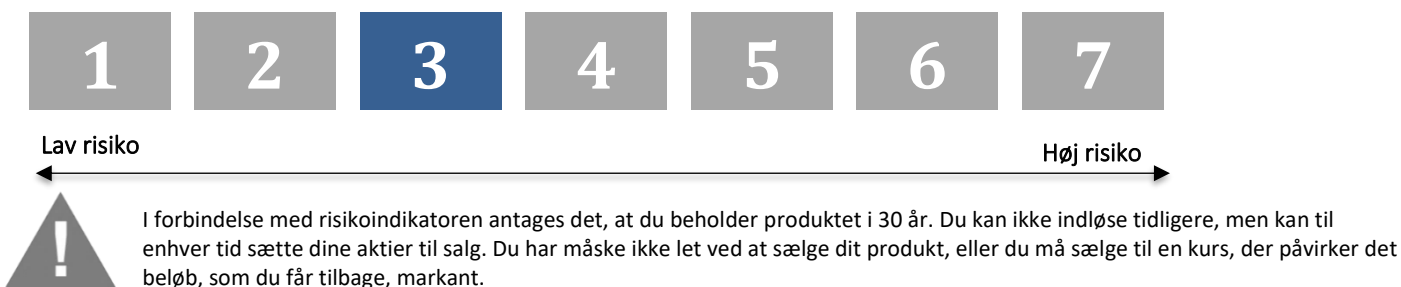 1 2 3 4 5 6 7
Lav risiko Høj risiko
I forbindelse med risikoindikatoren antages det, at du beholder produktet i 30 år. Du kan ikke indløse tidligere, men kan til
enhver tid sætte dine aktier til salg. Du har måske ikke let ved at sælge dit produkt, eller du må sælge til en kurs, der påvirker det
beløb, som du får tilbage, markant.